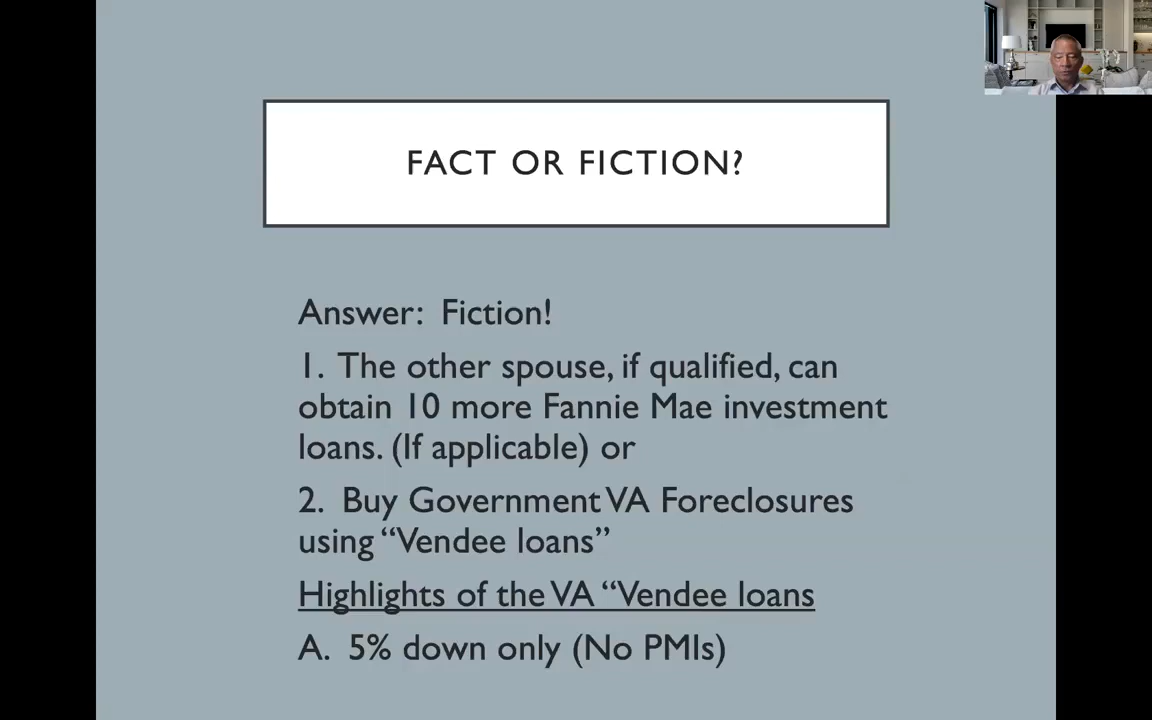 FACT OR FICTION?
Answer: Fiction!
1. The other spouse, if qualified, can
obtain 10 more Fannie Mae investment
loans. (If applicable) or
2. Buy Government VA Foreclosures
using “Vendee loans”
Highlights of the VA “Vendee loans
A. 5% down only (No PMIs)